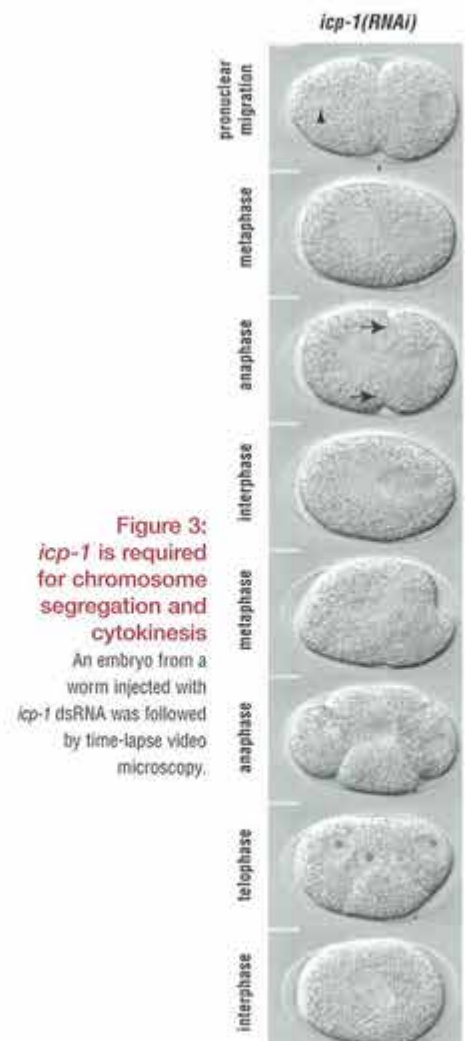 icp-1(RNAi)
pronuclear
migration
metaphase
anaphase
interphase
Figure 3:
icp-1 is required
for chromosome
segregation and
cytokinesis
An embryo from a
worm injected with
icp-1 dsRNA was followed
by time-lapse video
microscopy.
metaphase
anaphase
telophase
interphase